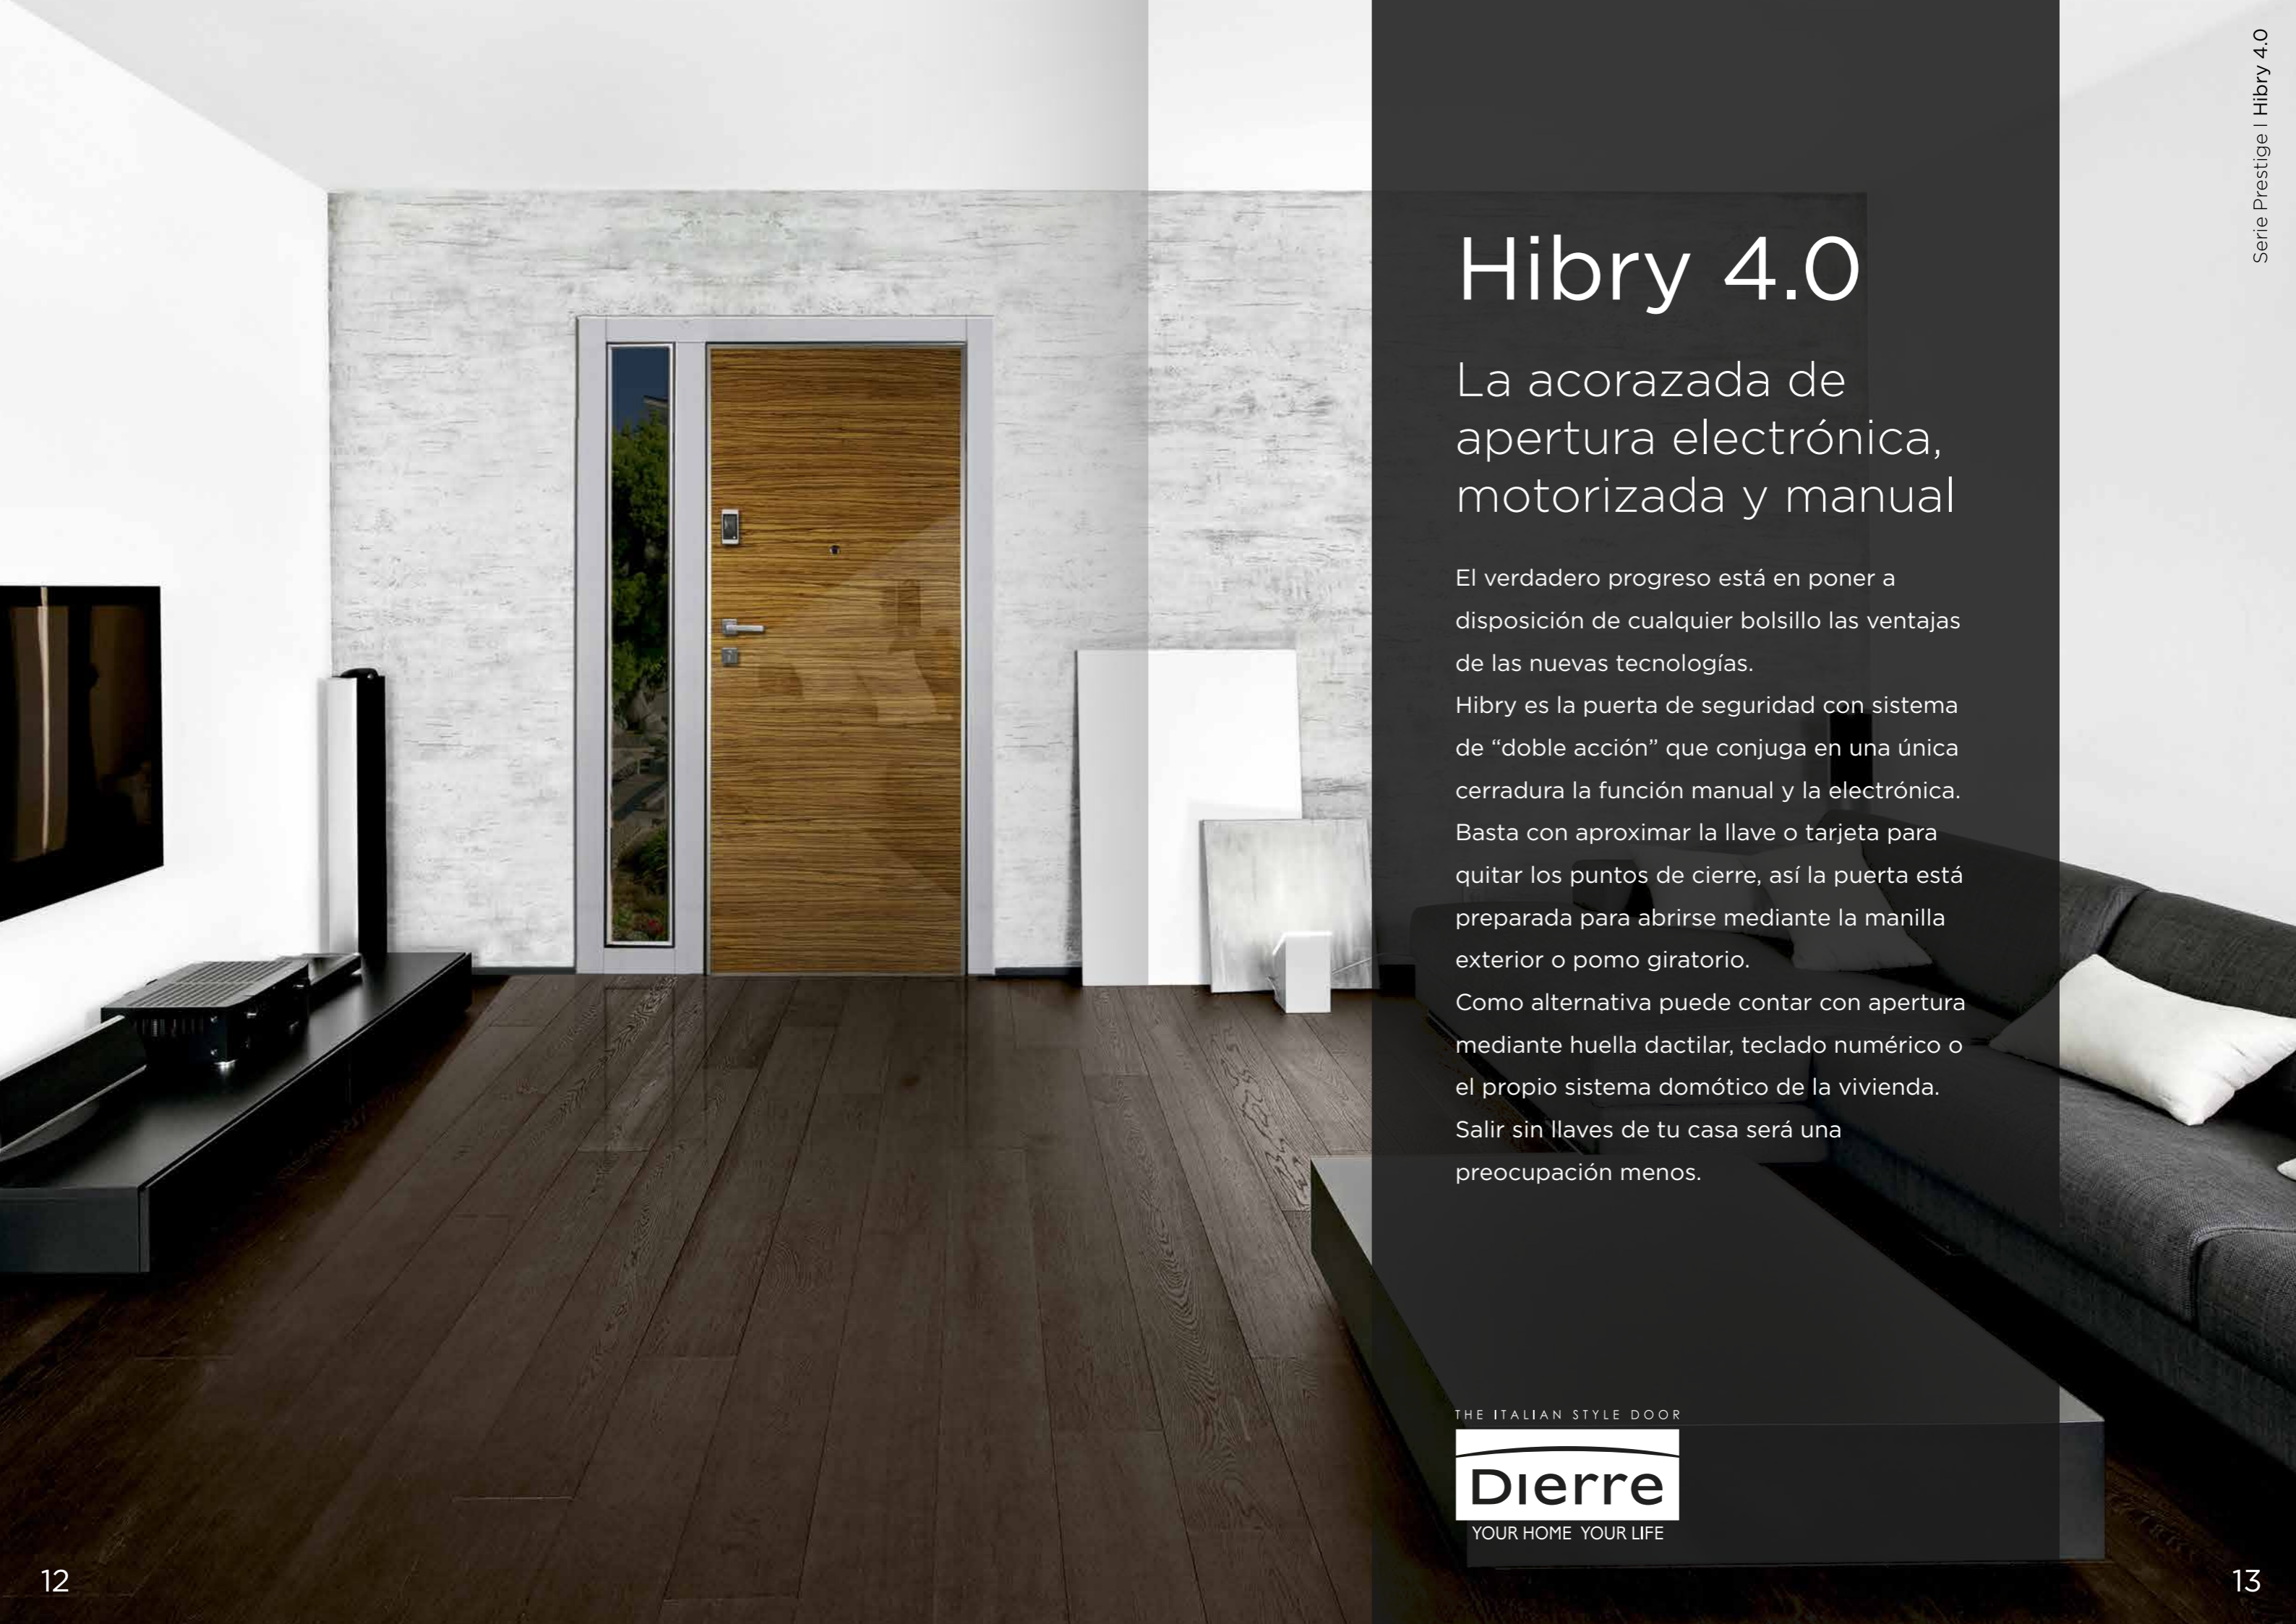 Serie Prestige | Hibry 4.0
Hibry 4.0
La acorazada de
apertura electrónica,
motorizada y manual
El verdadero progreso está en poner a
disposición de cualquier bolsillo las ventajas
de las nuevas tecnologías.
Hibry es la puerta de seguridad con sistema
de “doble acción” que conjuga en una única
cerradura la función manual y la electrónica.
Basta con aproximar la llave o tarjeta para
quitar los puntos de cierre, así la puerta está
preparada para abrirse mediante la manilla
exterior o pomo giratorio.
Como alternativa puede contar con apertura
mediante huella dactilar, teclado numérico o
el propio sistema domótico de la vivienda.
Salir sin llaves de tu casa será una
preocupación menos.
THE ITALIAN STYLE DOOR
Dierre
YOUR HOME YOUR LIFE
12
13